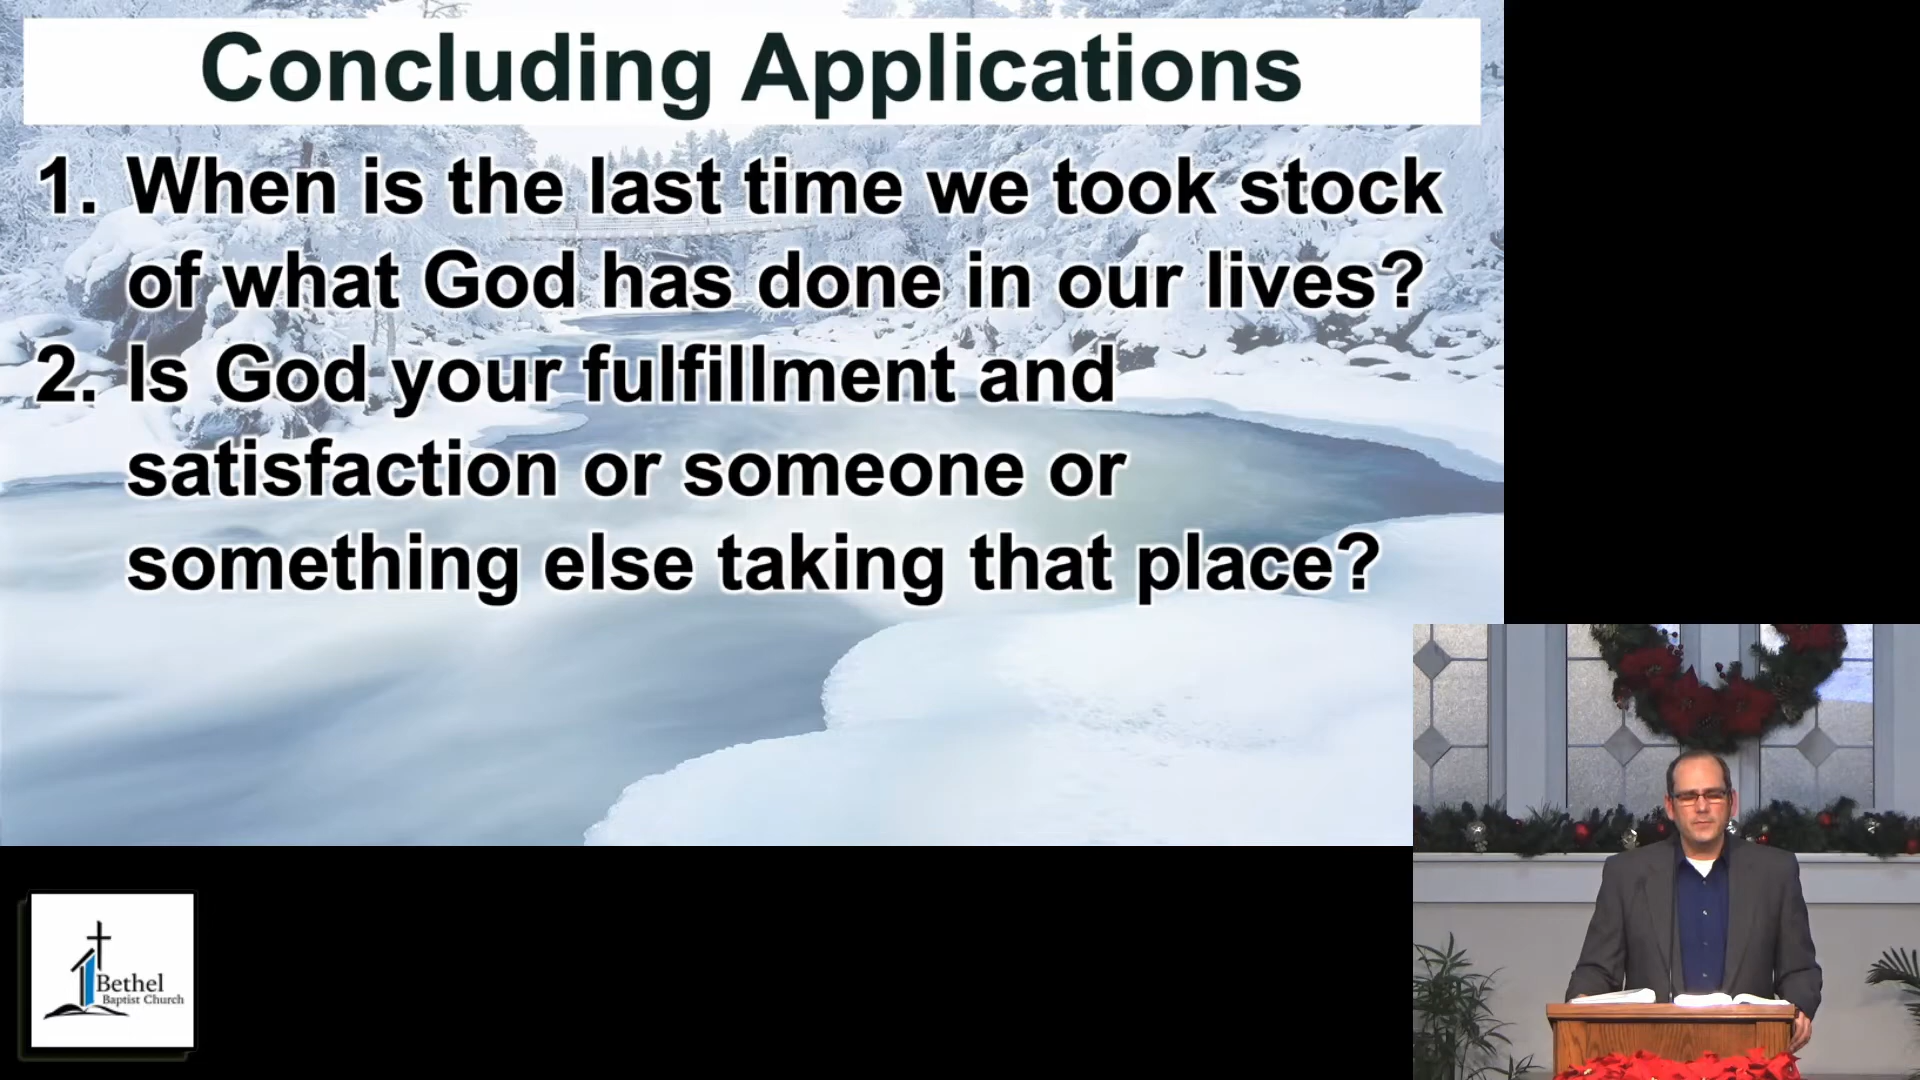 Concluding Applications
1. When is the last time we took stock
of what God has done in our lives?
2. Is God your fulfillment and
satisfaction or someone or
something else taking that place?
Bethel
Baptist Church